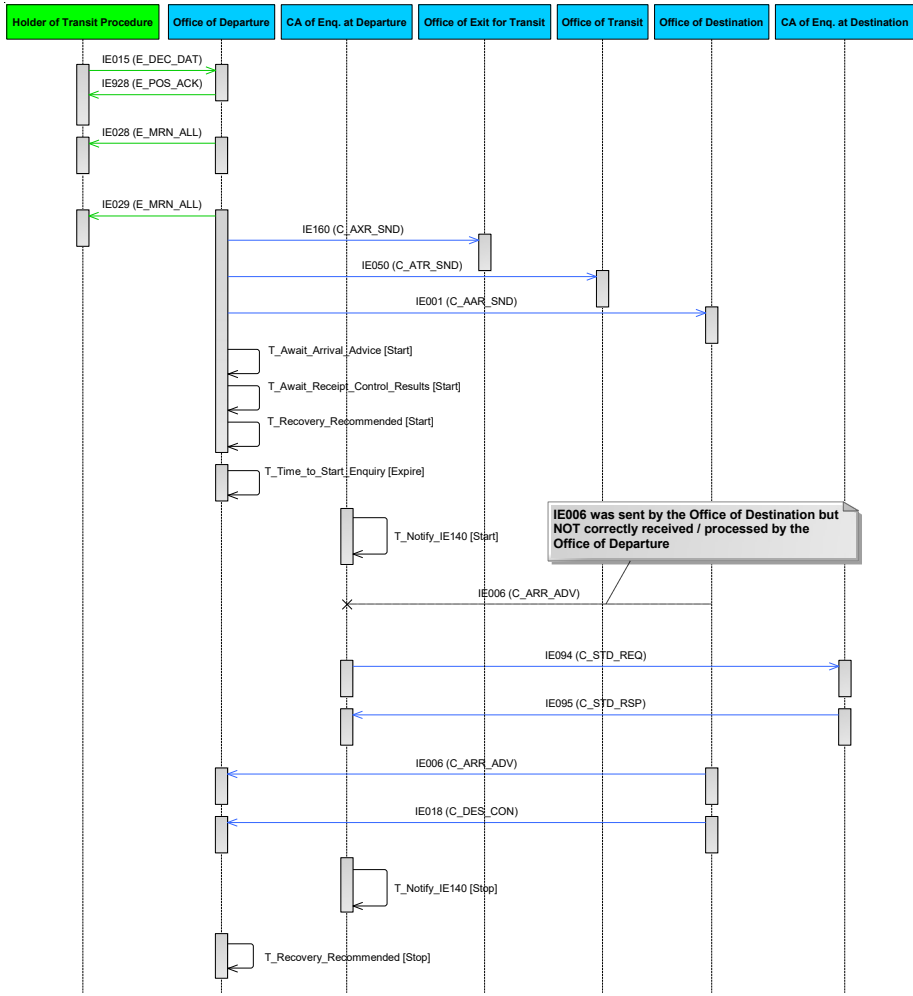 Holder of Transit Procedure
Office of Departure
CA of Enq. at Departure
Office of Exit for Transit
Office of Transit
Office of Destination
CA of Enq. at Destination
IE015 (E_DEC_DAT)
IE928 (E_POS_ACK)
IE028 (E_MRN_ALL)
IE029 (E_MRN_ALL)
IE160 (C_AXR_SND)
IE050 (C_ATR_SND)
IE001 (C_AAR_SND)
T_Await_Arrival_Advice [Start]
T_Await_Receipt_Control_Results [Start]
T_Recovery_Recommended [Start]
T_Time_to_Start_Enquiry [Expire]
IE006 was sent by the Office of Destination but
NOT correctly received / processed by the
Office of Departure
T_Notify_IE140 [Start]
IE006 (C_ARR_ADV)
IE094 (C_STD_REQ)
IE095 (C_STD_RSP)
IE006 (C_ARR_ADV)
IE018 (C_DES_CON)
T_Notify_IE140 [Stop]
T_Recovery_Recommended [Stop]